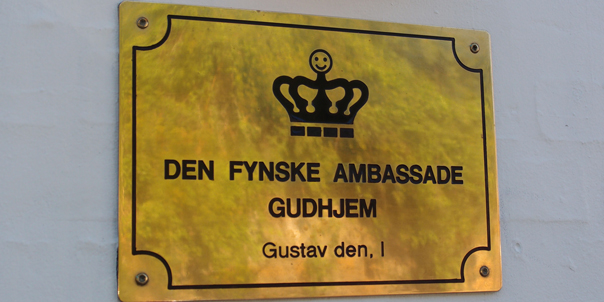 DEN FYNSKE AMBASSADE
GUDHJEM
Gustav den, I